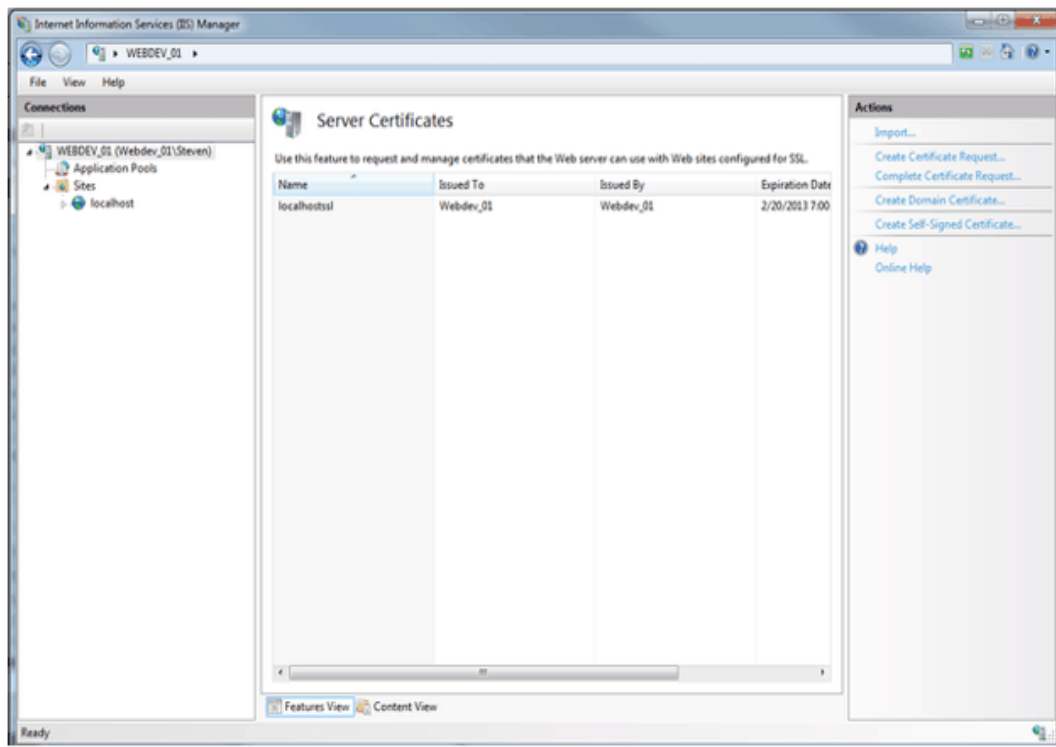 Internet Information Services (IIS) Manager
WEBDEV_01
File View Help
Connections
WEBDEV_01 (Webdev_01\Steven)
Application Pools
Sites
localhost
Server Certificates
Use this feature to request and manage certificates that the Web server can use with Web sites configured for SSL.
Name Issued To Issued By Expiration Date
localhostssl Webdev_01 Webdev_01 2/20/2013 7:00
Features View Content View
Actions
Import...
Create Certificate Request...
Complete Certificate Request...
Create Domain Certificate...
Create Self-Signed Certificate...
Help
Online Help
Ready